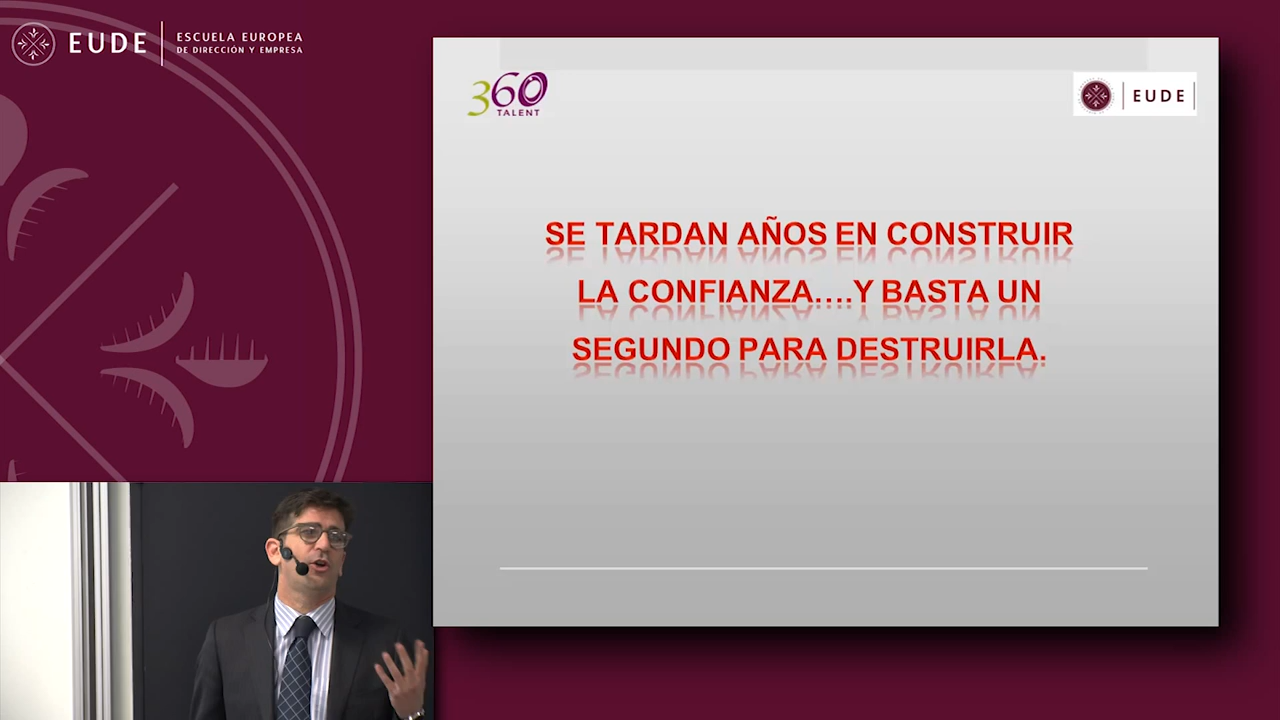 EUDE
ESCUELA EUROPEA
DE DIRECCIÓN Y EMPRESA
360
TALENT
EUDE
SE TARDAN AÑOS EN CONSTRUIR
LA CONFIANZA....Y BASTA UN
SEGUNDO PARA DESTRUIRLA.